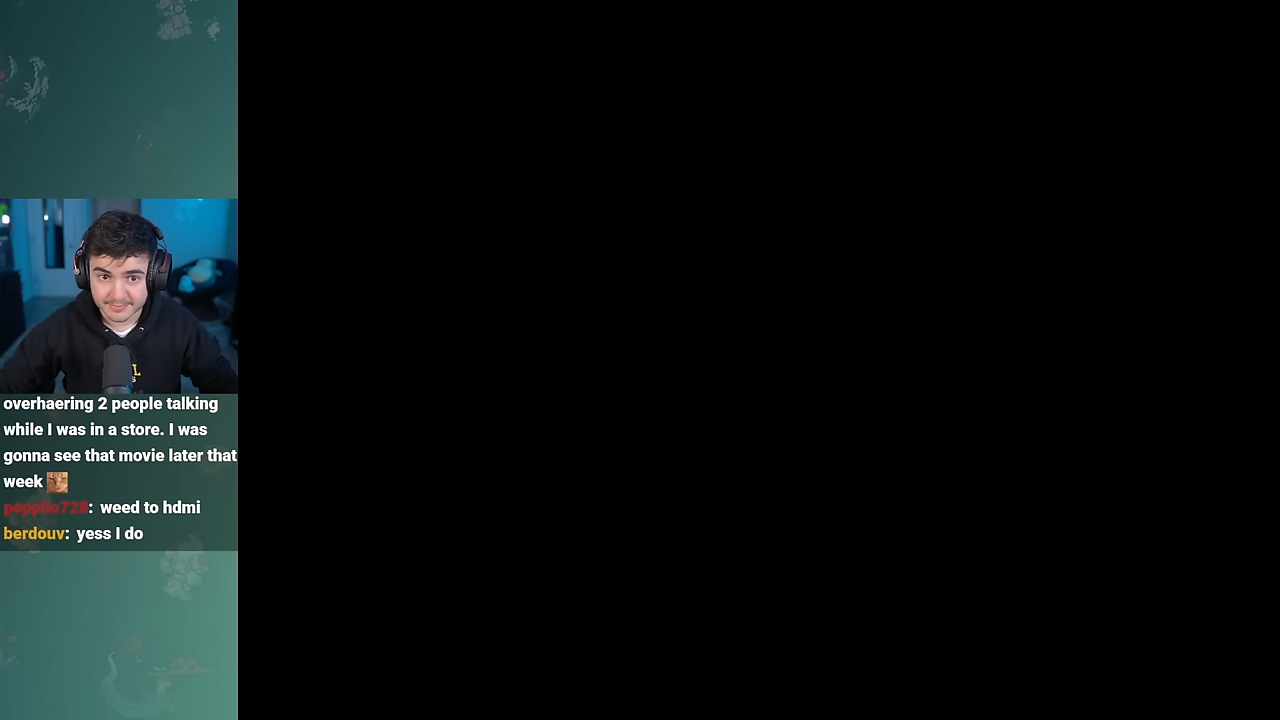 overhaering 2 people talking
while I was in a store. I was
gonna see that movie later that
week
popplio728: weed to hdmi
berdouv: yess I do